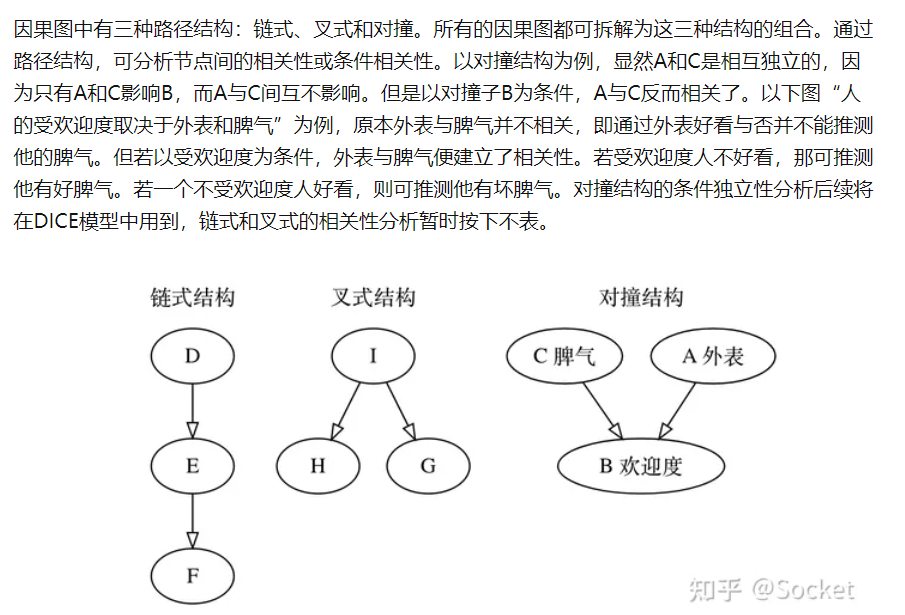 因果图中有三种路径结构：链式、叉式和对撞。所有的因果图都可拆解为这三种结构的组合。通过
路径结构，可分析节点间的相关性或条件相关性。以对撞结构为例，显然A和C是相互独立的，因
为只有A和C影响B，而A与C间互不影响。但是以对撞子B为条件，A与C反而相关了。以下图“人
的受欢迎度取决于外表和脾气”为例，原本外表与脾气并不相关，即通过外表好看与否并不能推测
他的脾气。但若以受欢迎度为条件，外表与脾气便建立了相关性。若受欢迎度人不好看，那可推测
他有好脾气。若一个不受欢迎度人好看，则可推测他有坏脾气。对撞结构的条件独立性分析后续将
在DICE模型中用到，链式和叉式的相关性分析暂时按下不表。
链式结构 叉式结构 对撞结构
D I C 脾气 A 外表
E H G B 欢迎度
F
知乎 @Socket